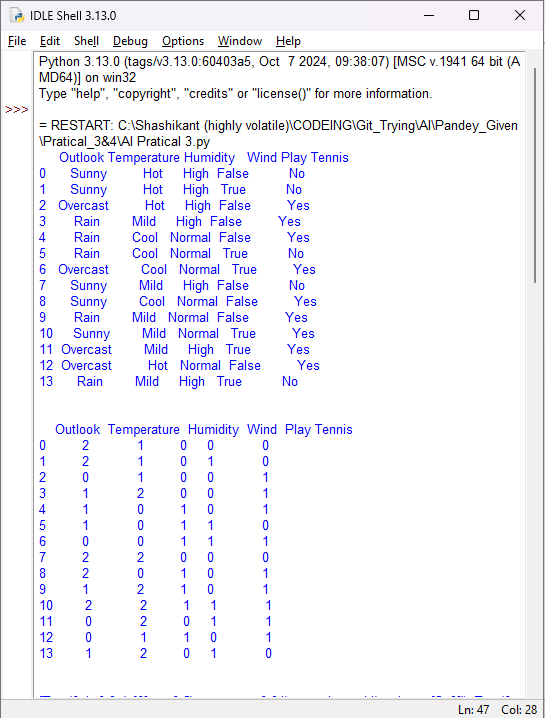 IDLE Shell 3.13.0
File Edit Shell Debug Options Window Help
Python 3.13.0 (tags/v3.13.0:60403a5, Oct  7 2024, 09:38:07) [MSC v.1941 64 bit (A
MD64)] on win32
Type "help", "copyright", "credits" or "license()" for more information.
>>>
= RESTART: C:\Shashikant (highly volatile)\CODEING\Git_Trying\AI\Pandey_Given
\Pratical_3&4\AI Pratical 3.py
Outlook Temperature Humidity Wind Play Tennis
0 Sunny Hot High False No
1 Sunny Hot High True No
2 Overcast Hot High False Yes
3 Rain Mild High False Yes
4 Rain Cool Normal False Yes
5 Rain Cool Normal True No
6 Overcast Cool Normal True Yes
7 Sunny Mild High False No
8 Sunny Cool Normal False Yes
9 Rain Mild Normal False Yes
10 Sunny Mild Normal True Yes
11 Overcast Mild High True Yes
12 Overcast Hot Normal False Yes
13 Rain Mild High True No
Outlook Temperature Humidity Wind Play Tennis
0 2 1 0 0 0
1 2 1 0 1 0
2 0 1 0 0 1
3 1 2 0 0 1
4 1 0 1 0 1
5 1 0 1 1 0
6 0 0 1 1 1
7 2 2 0 0 0
8 2 0 1 0 1
9 1 2 1 0 1
10 2 2 1 1 1
11 0 2 0 1 1
12 0 1 1 0 1
13 1 2 0 1 0
Ln: 47 Col: 28